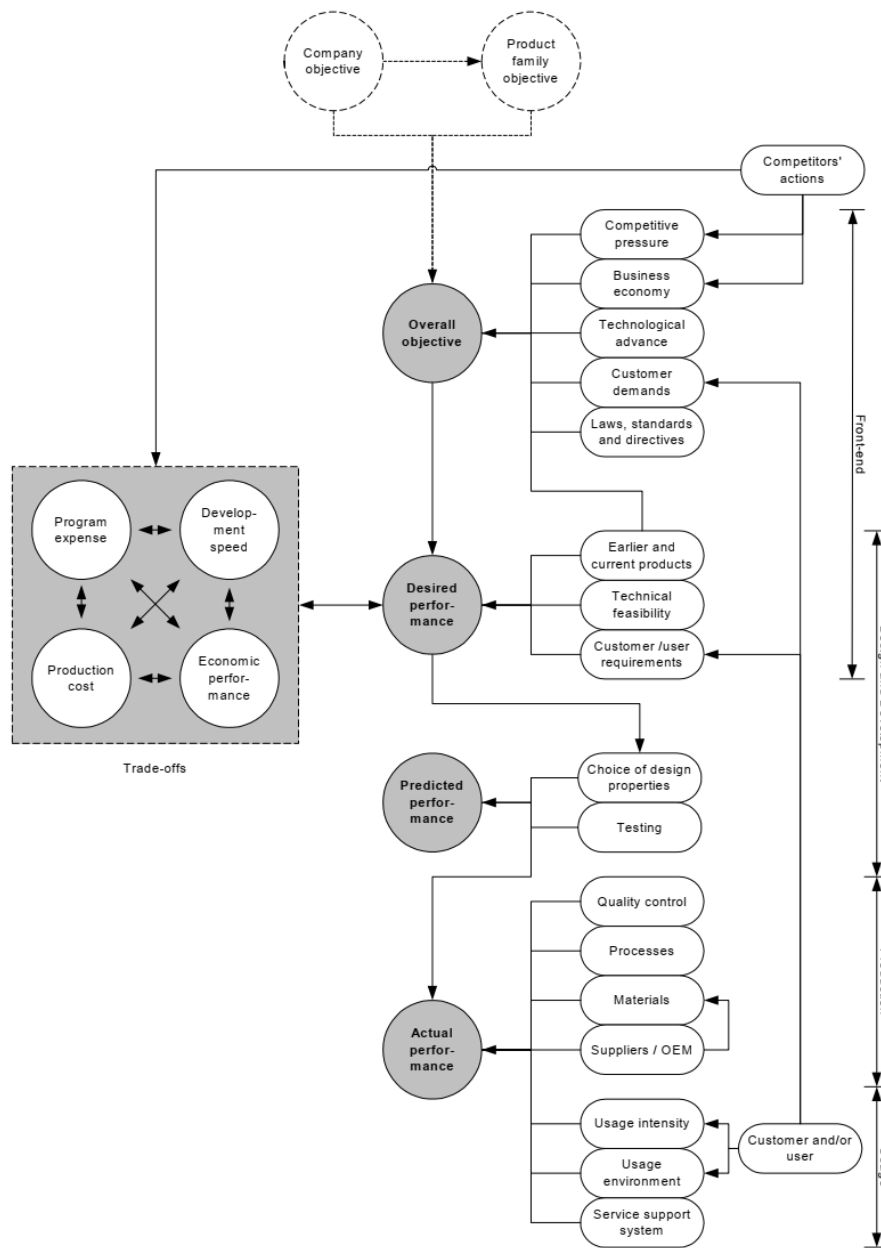 Company
objective
Product
family
objective
Competitors'
actions
Competitive
pressure
Business
economy
Overall
objective
Technological
advance
Customer
demands
Laws, standards
and directives
Front-end
Program
expense
Develop-
ment
speed
Production
cost
Economic
perfor-
mance
Trade-offs
Desired
perfor-
mance
Earlier and
current products
Technical
feasibility
Customer /user
requirements
Predicted
perfor-
mance
Choice of design
properties
Testing
Quality control
Processes
Materials
Suppliers / OEM
Actual
perfor-
mance
Usage intensity
Usage
environment
Service support
system
Customer and/or
user